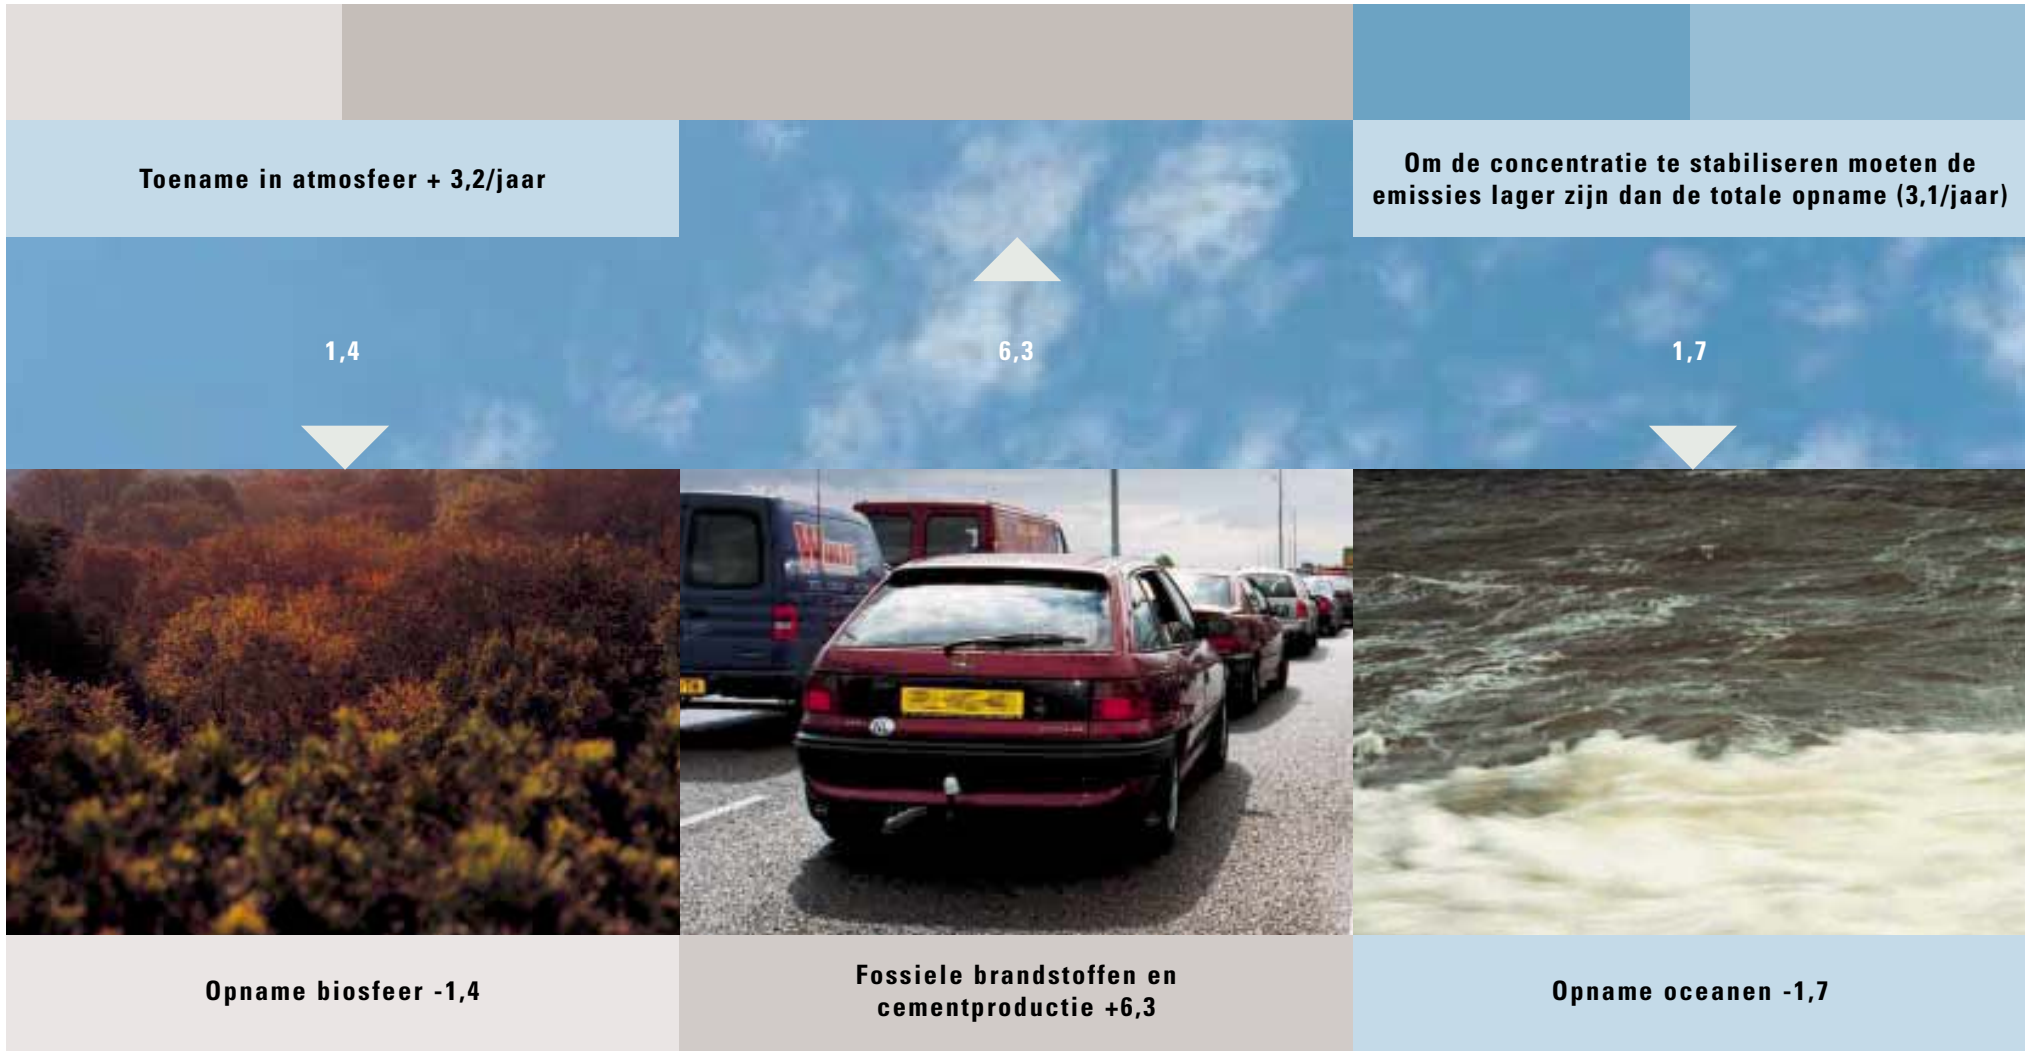 Toename in atmosfeer + 3,2/jaar
Om de concentratie te stabiliseren moeten de
emissies lager zijn dan de totale opname (3,1/jaar)
1,4
6,3
1,7
Opname biosfeer -1,4
Fossiele brandstoffen en
cementproductie +6,3
Opname oceanen -1,7